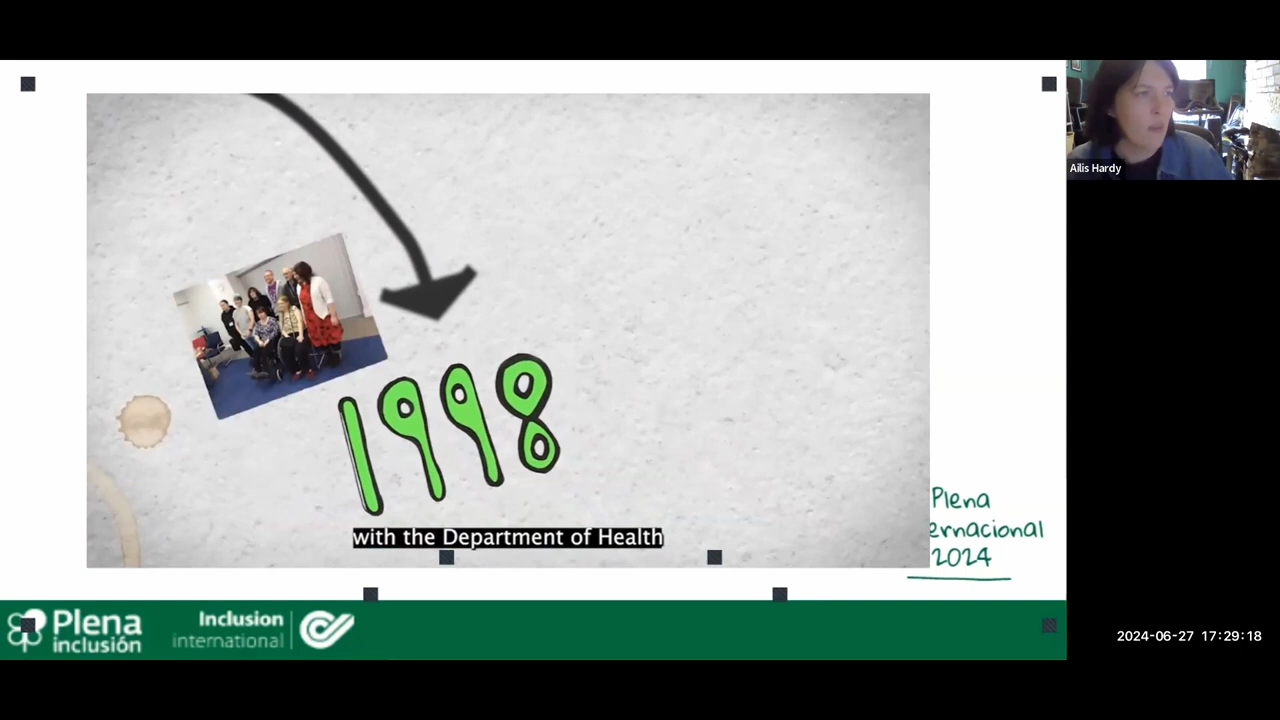 Ailis Hardy
1998
with the Department of Health
Plena
ernacional
2024
Plena
inclusión
Inclusion
international
2024-06-27 17:29:18